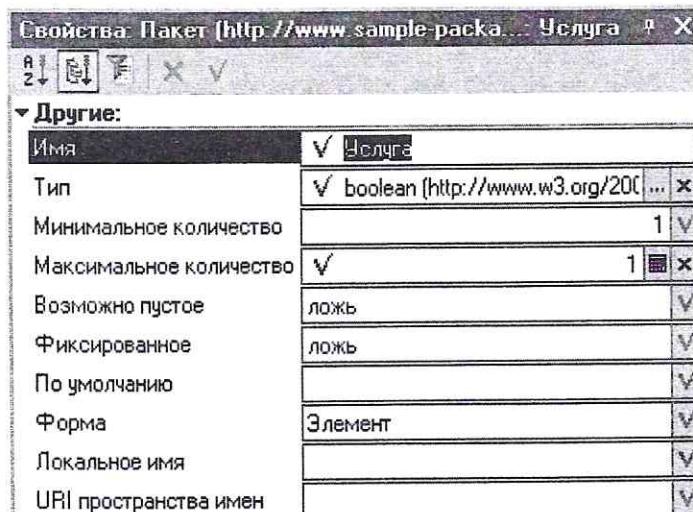 Свойства: Пакет (http://www.sample-packa...: Услуга
Другие:
Имя Услуга
Тип boolean (http://www.w3.org/200 ...
Минимальное количество 1
Максимальное количество 1
Возможно пустое ложь
Фиксированное ложь
По умолчанию
Форма Элемент
Локальное имя
URI пространства имен